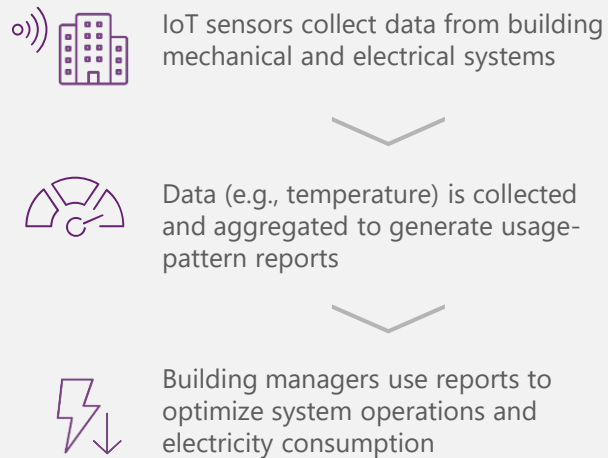 IoT sensors collect data from building
mechanical and electrical systems
Data (e.g., temperature) is collected
and aggregated to generate usage-
pattern reports
Building managers use reports to
optimize system operations and
electricity consumption